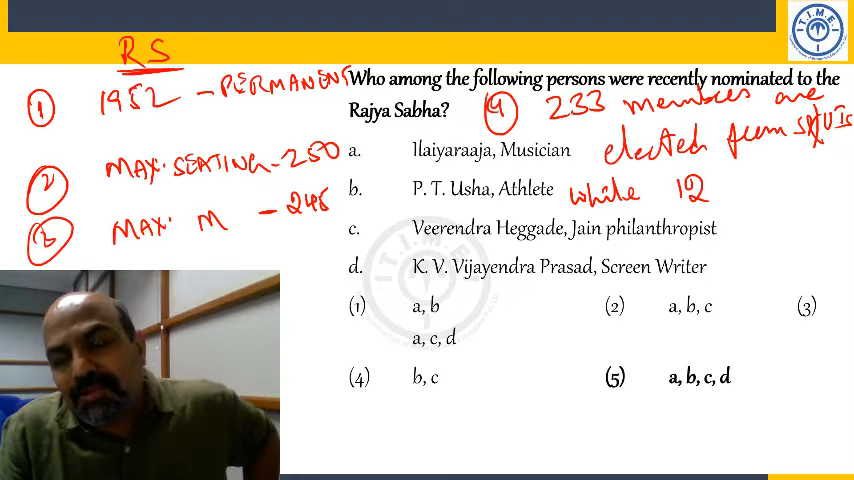 T.I.M.E.
RS
① 1952 - PERMANENT
② MAX. SEATING - 250
③ MAX. M - 245
Who among the following persons were recently nominated to the
Rajya Sabha?
④ 233 members are
elected from S & UTs
while 12
a. Ilaiyaraaja, Musician
b. P. T. Usha, Athlete
c. Veerendra Heggade, Jain philanthropist
d. K. V. Vijayendra Prasad, Screen Writer
(1) a, b (2) a, b, c (3)
a, c, d
(4) b, c (5) a, b, c, d
T.I.M.E.